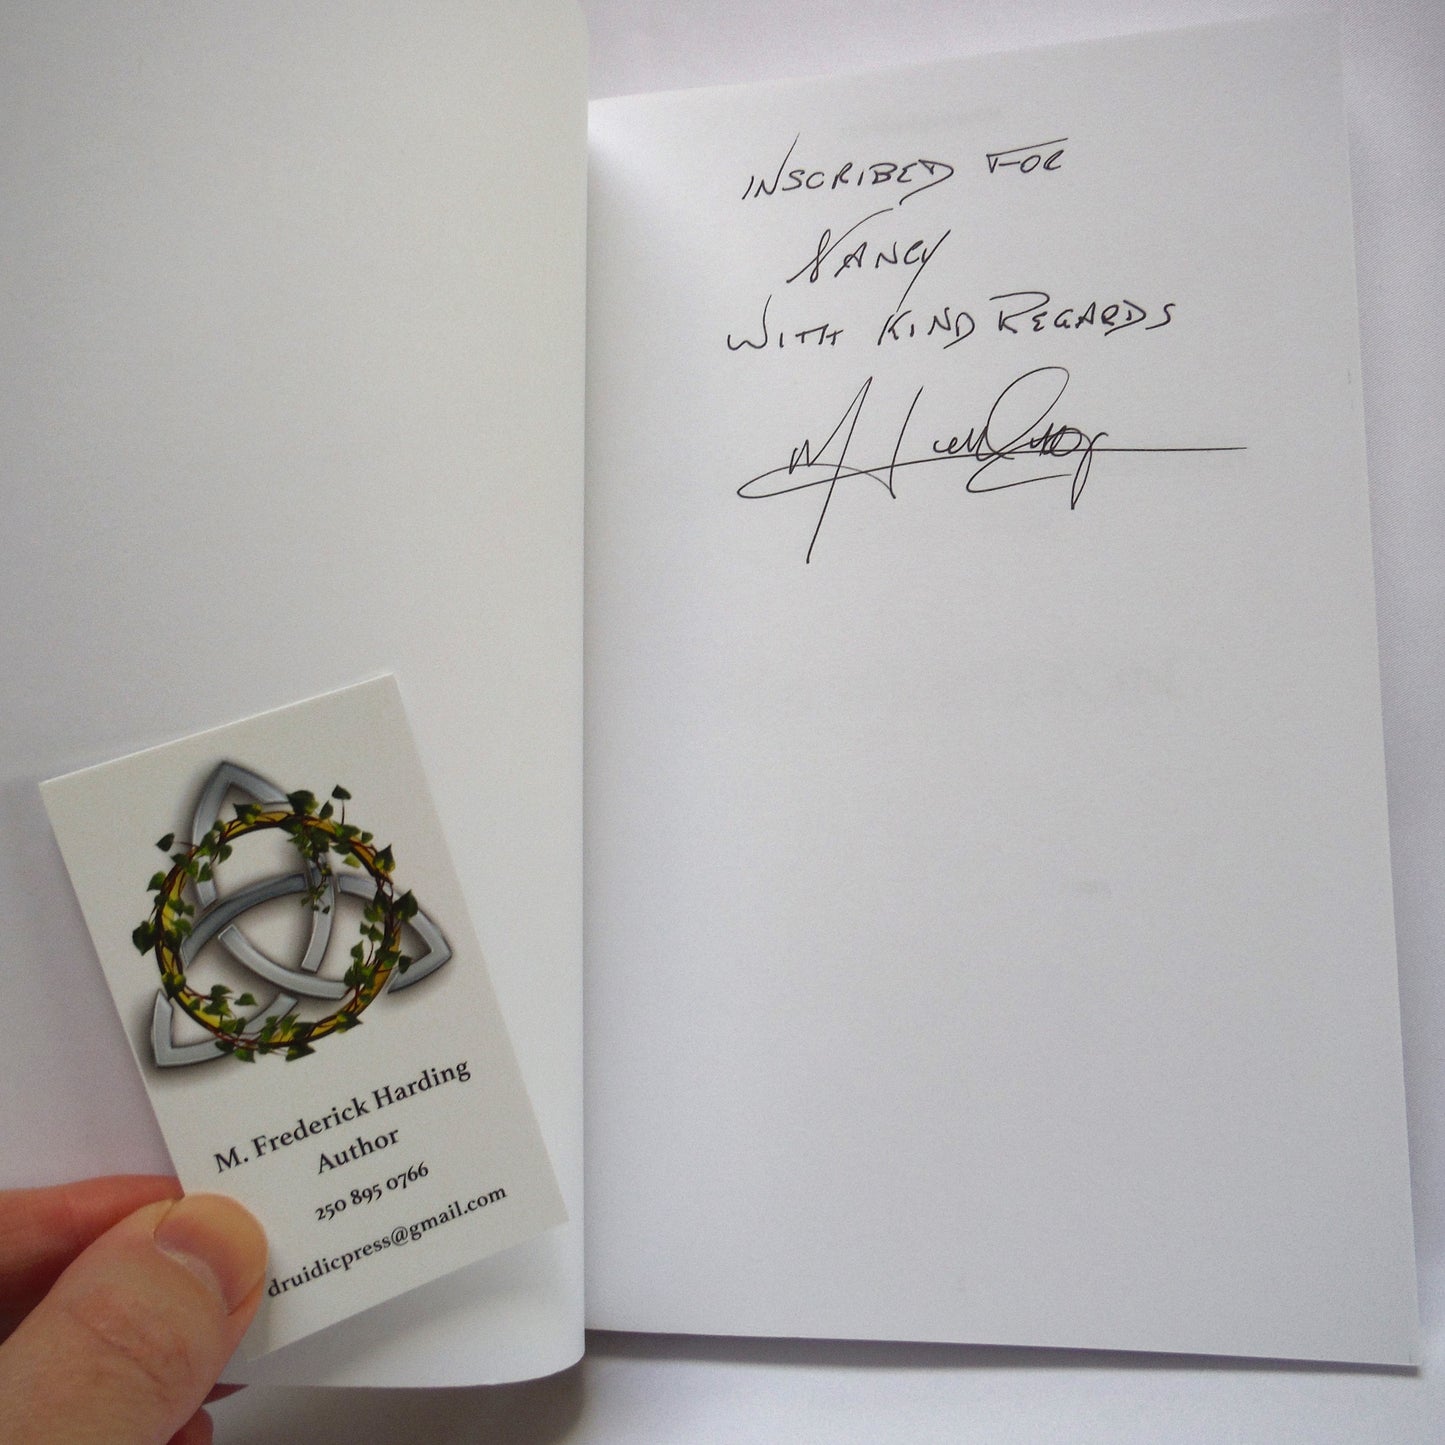 INSCRIBED FOR
NANCY
WITH KIND REGARDS
M. Frederick Harding
Author
250 895 0766
druidicpress@gmail.com